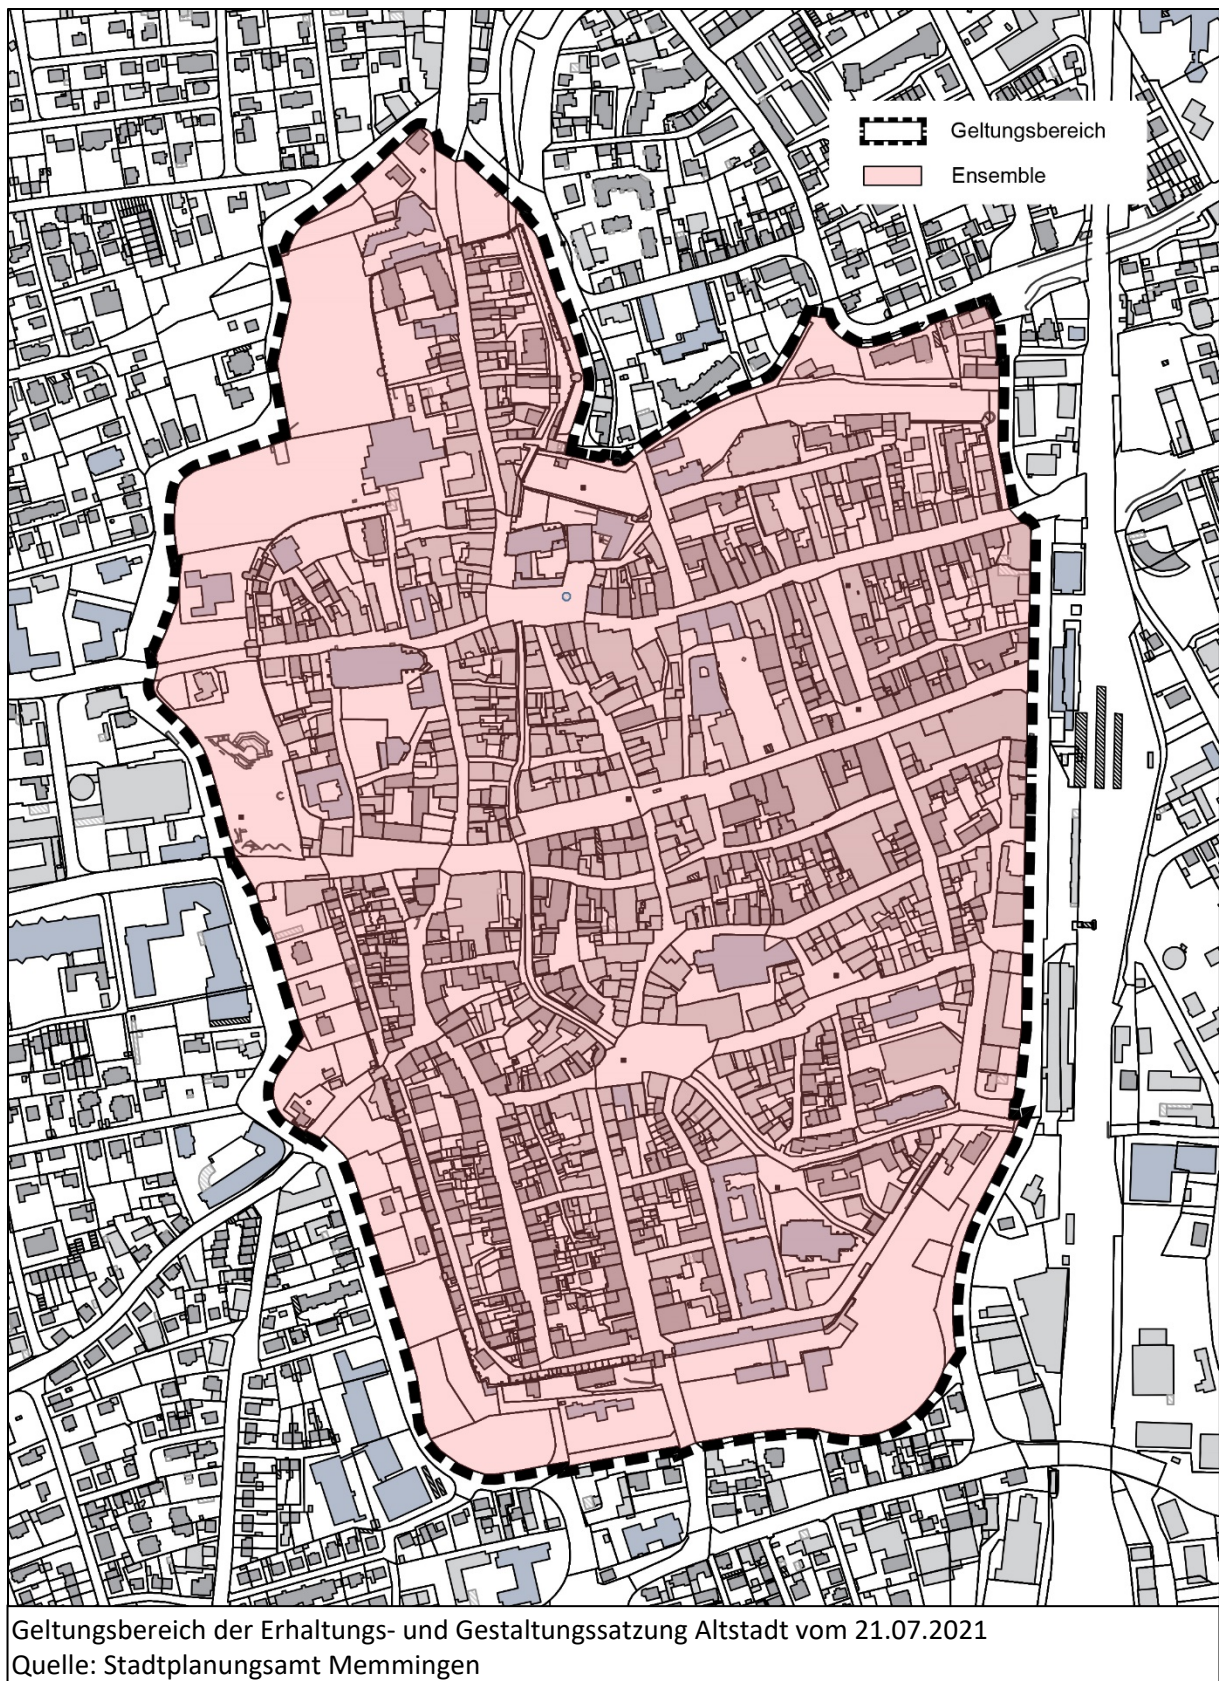 Geltungsbereich
Ensemble
Geltungsbereich der Erhaltungs- und Gestaltungssatzung Altstadt vom 21.07.2021
Quelle: Stadtplanungsamt Memmingen